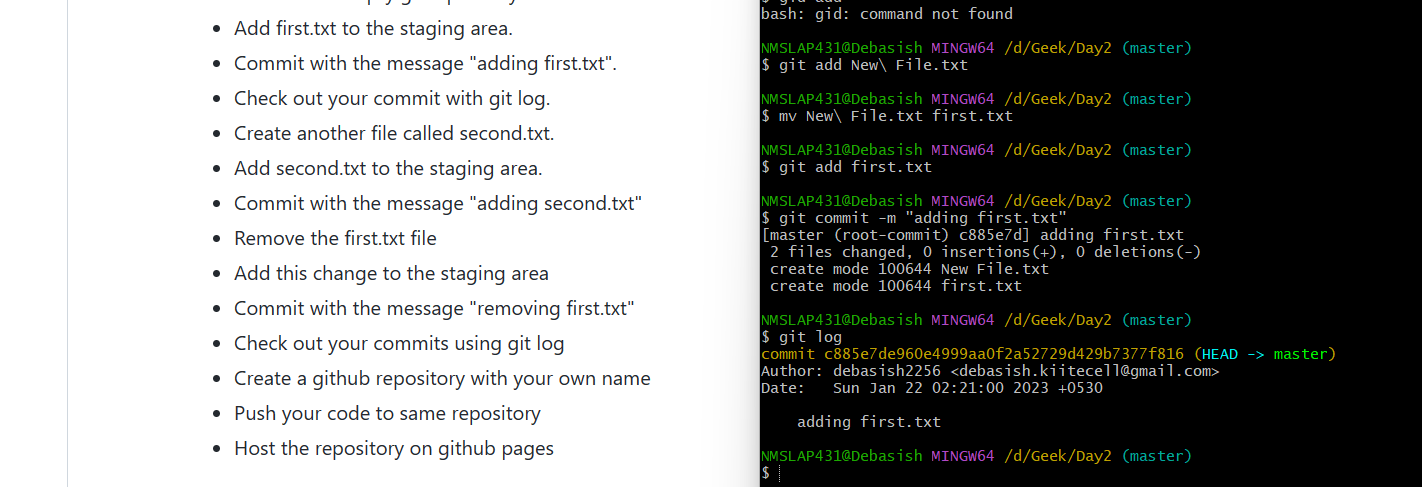 Add first.txt to the staging area.
Commit with the message "adding first.txt".
Check out your commit with git log.
Create another file called second.txt.
Add second.txt to the staging area.
Commit with the message "adding second.txt"
Remove the first.txt file
Add this change to the staging area
Commit with the message "removing first.txt"
Check out your commits using git log
Create a github repository with your own name
Push your code to same repository
Host the repository on github pages
bash: gid: command not found
NMSLAP431@Debasish MINGW64 /d/Geek/Day2 (master)
$ git add New\ File.txt
NMSLAP431@Debasish MINGW64 /d/Geek/Day2 (master)
$ mv New\ File.txt first.txt
NMSLAP431@Debasish MINGW64 /d/Geek/Day2 (master)
$ git add first.txt
NMSLAP431@Debasish MINGW64 /d/Geek/Day2 (master)
$ git commit -m "adding first.txt"
[master (root-commit) c885e7d] adding first.txt
2 files changed, 0 insertions(+), 0 deletions(-)
create mode 100644 New File.txt
create mode 100644 first.txt
NMSLAP431@Debasish MINGW64 /d/Geek/Day2 (master)
$ git log
commit c885e7de960e4999aa0f2a52729d429b7377f816 (HEAD -> master)
Author: debasish2256 <debasish.kiitecell@gmail.com>
Date:   Sun Jan 22 02:21:00 2023 +0530
adding first.txt
NMSLAP431@Debasish MINGW64 /d/Geek/Day2 (master)
$